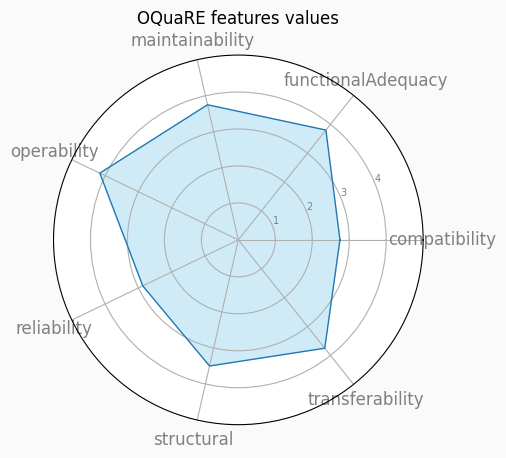 OQuaRE features values
maintainability
functionalAdequacy
operability
4
3
2
1
compatibility
reliability
transferability
structural